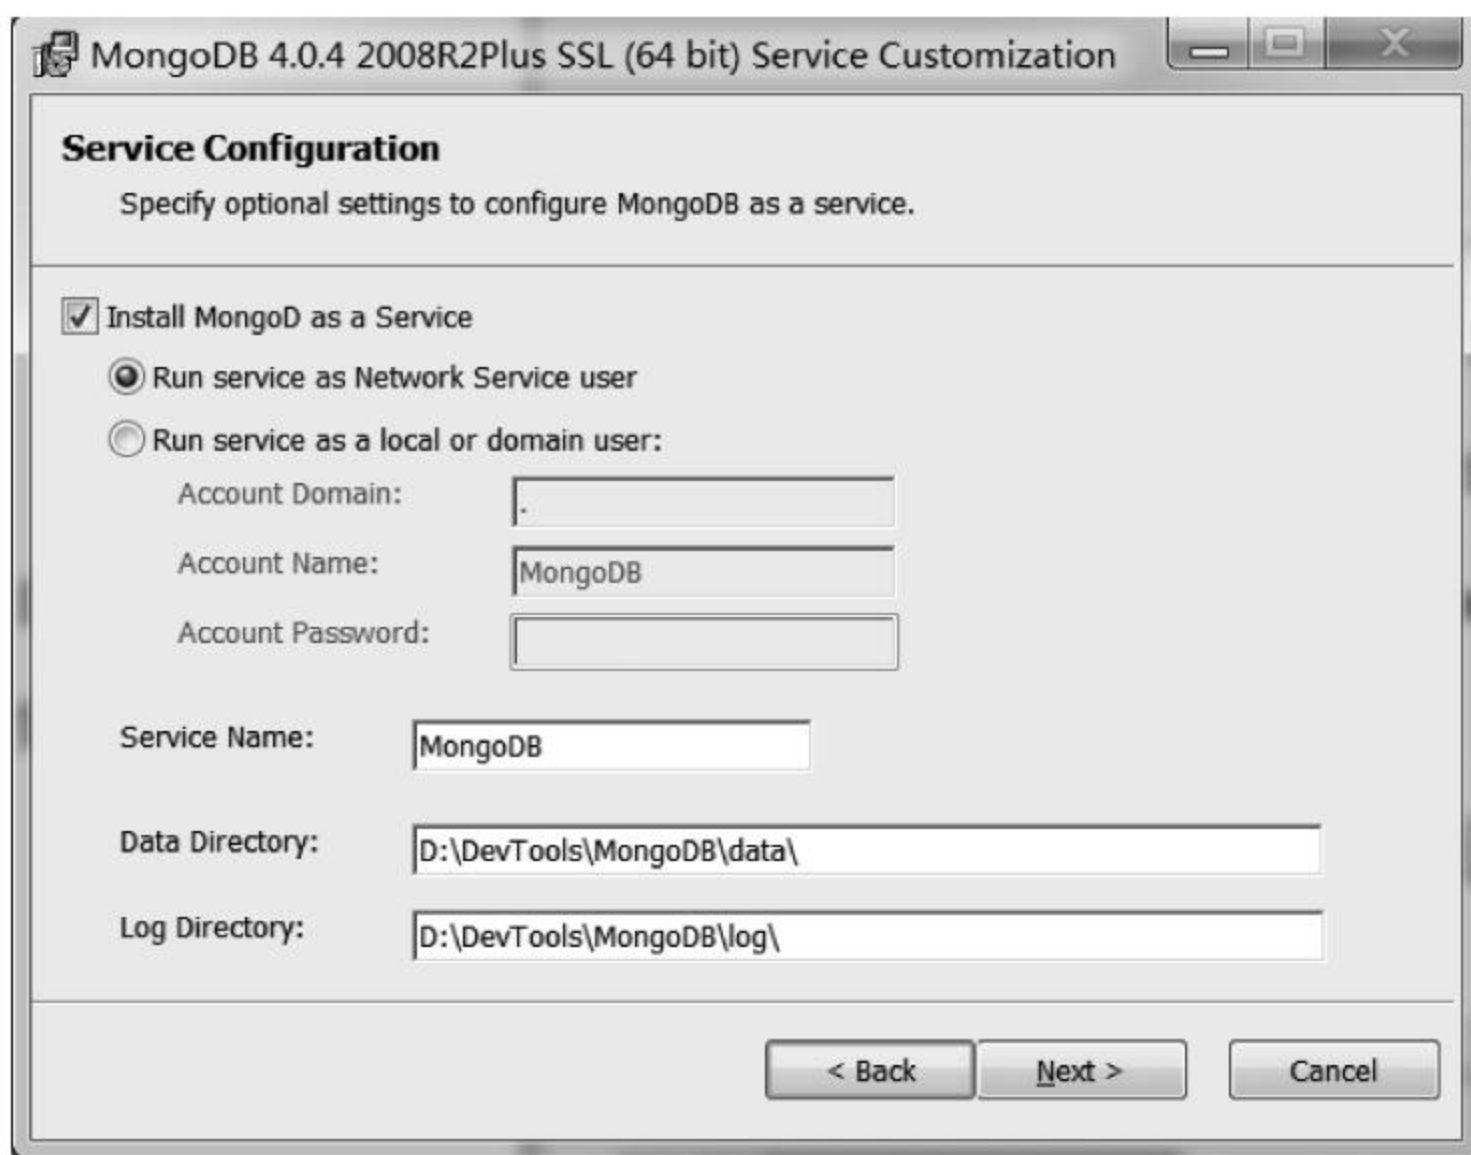 MongoDB 4.0.4 2008R2Plus SSL (64 bit) Service Customization
Service Configuration
Specify optional settings to configure MongoDB as a service.
Install MongoD as a Service
Run service as Network Service user
Run service as a local or domain user:
Account Domain:
.
Account Name:
MongoDB
Account Password:
Service Name:
MongoDB
Data Directory:
D:\DevTools\MongoDB\data\
Log Directory:
D:\DevTools\MongoDB\log\
< Back
Next >
Cancel